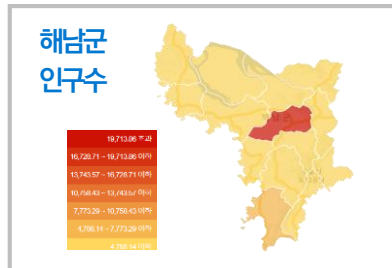 해남군
인구수
19,713.86 초과
16,728.71 ~ 19,713.86 이하
13,743.57 ~ 16,728.71 이하
10,758.43 ~ 13,743.57 이하
7,773.29 ~ 10,758.43 이하
4,788.14 ~ 7,773.29 이하
4,788.14 이하